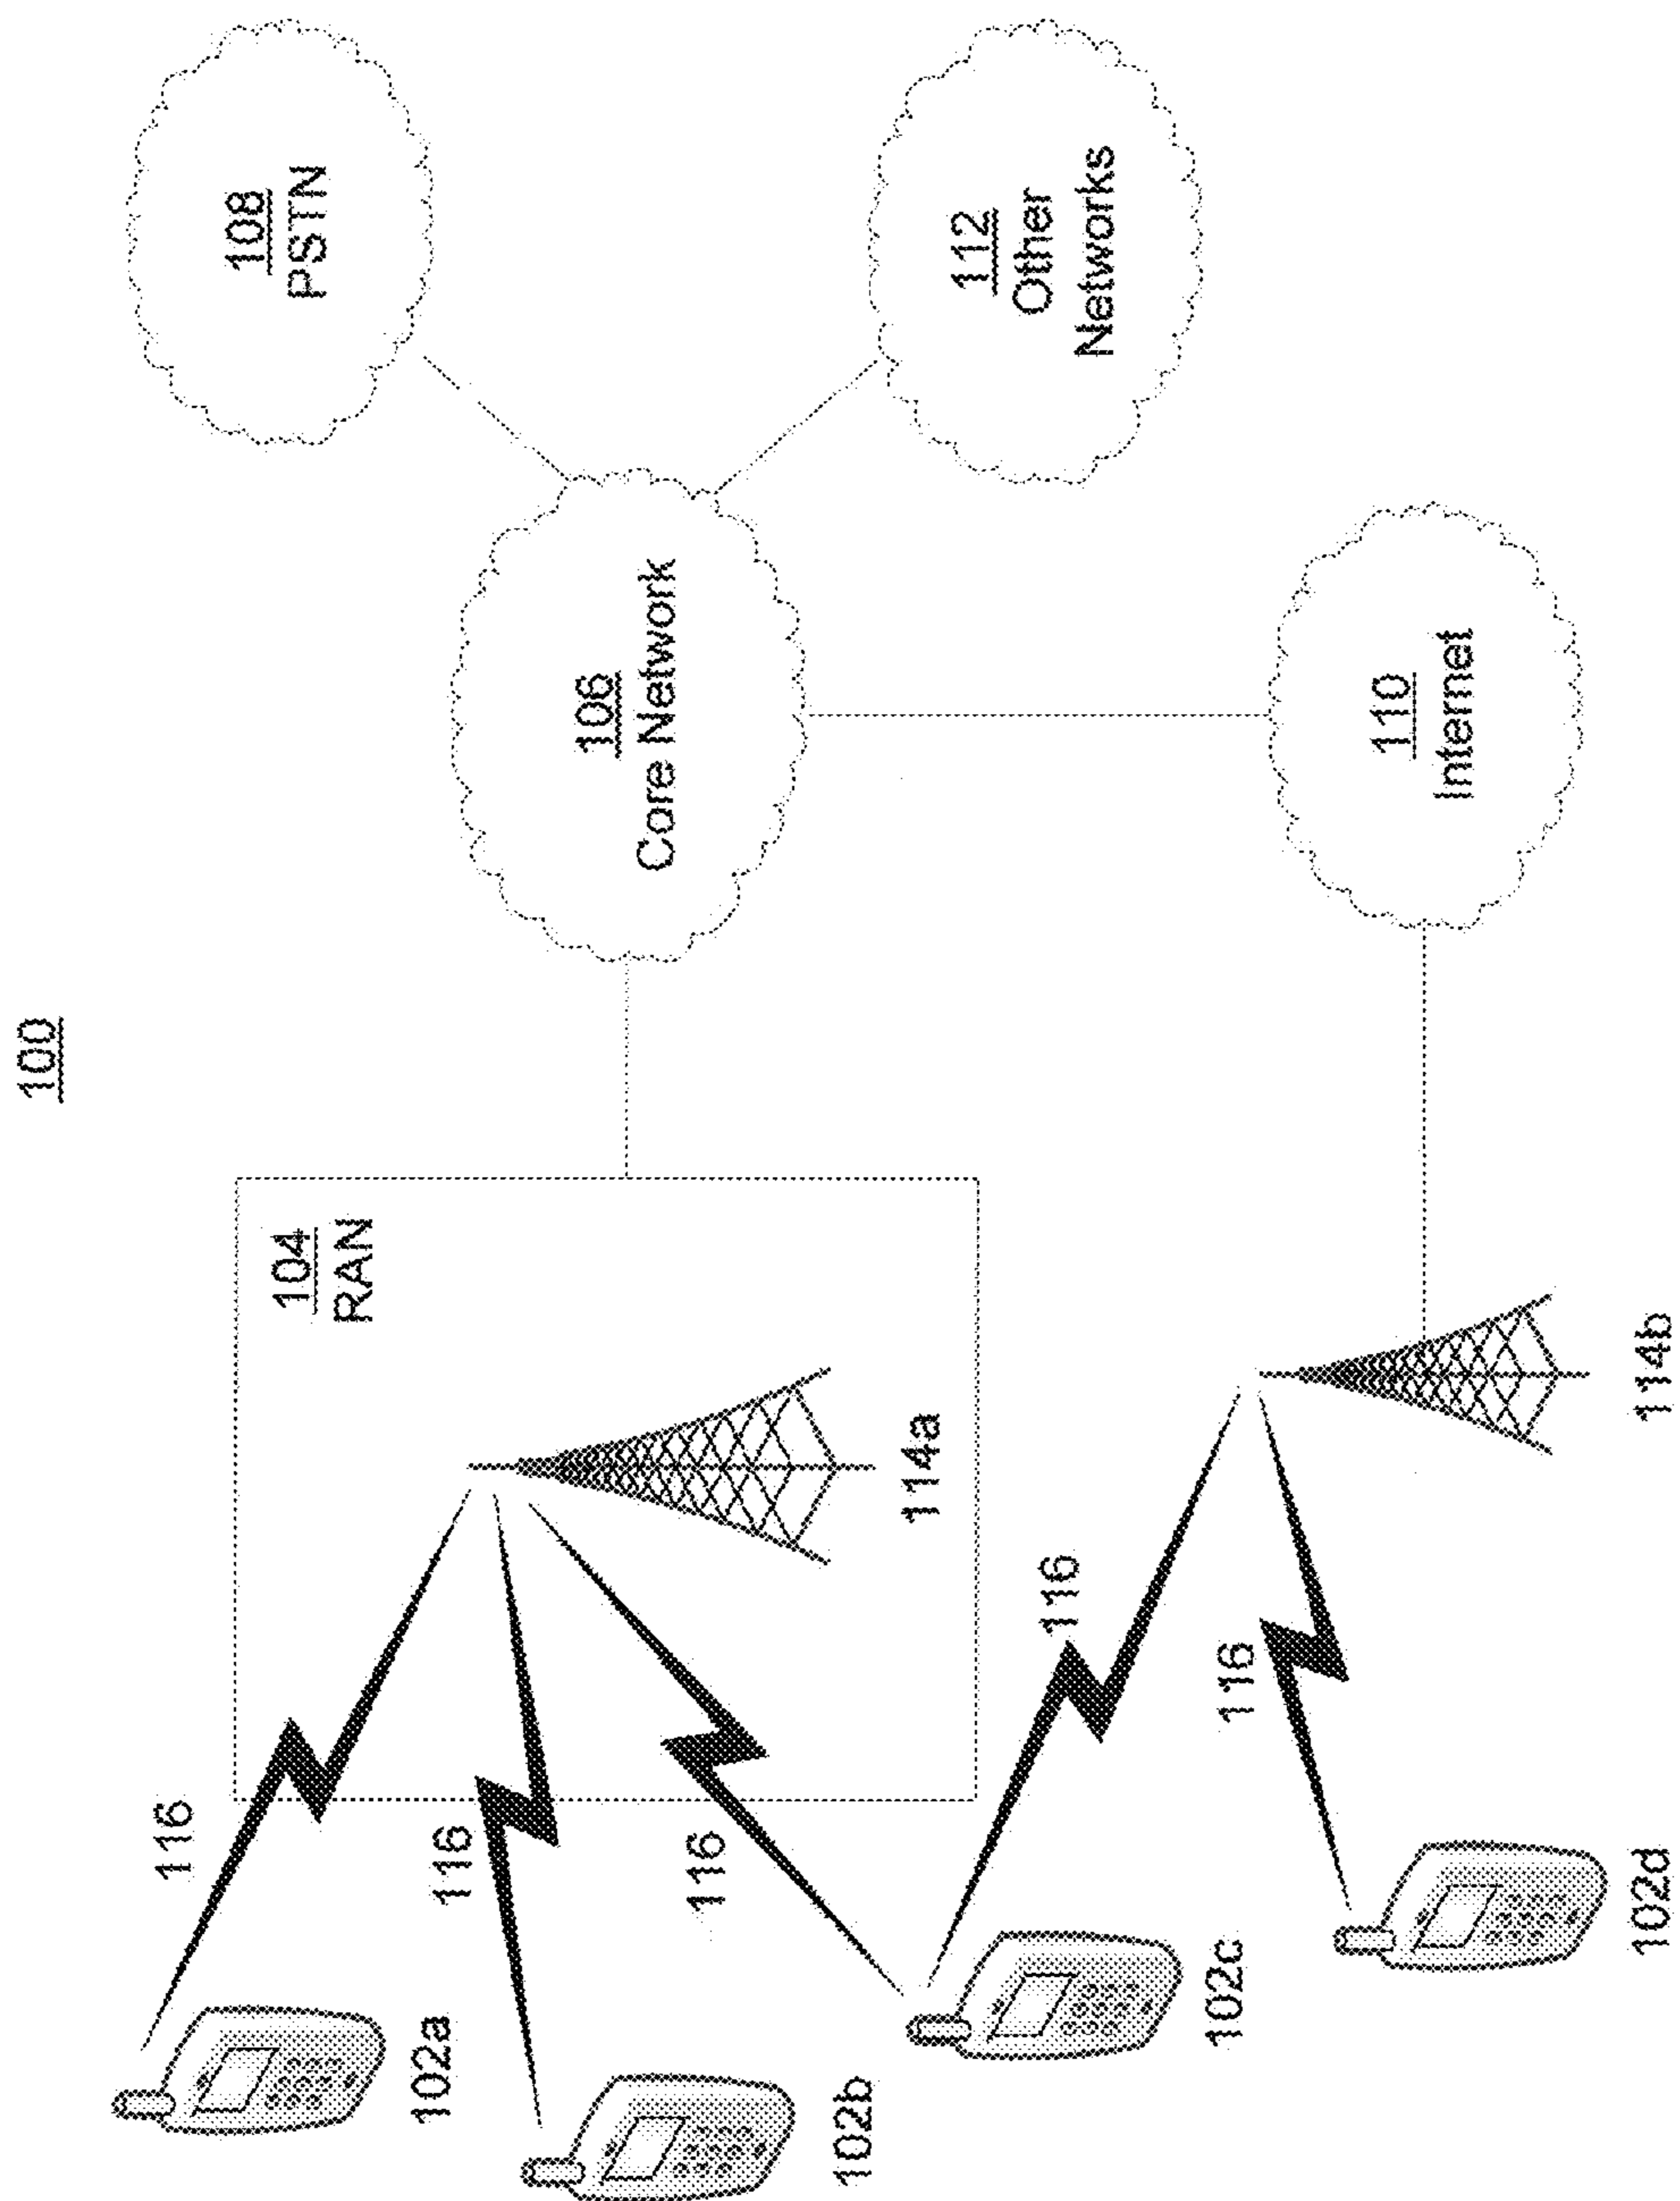 100
108
PSTN
106
Core Network
112
Other
Networks
104
RAN
114a
110
Internet
116
116
116
116
116
102a
102b
102c
102d
114b